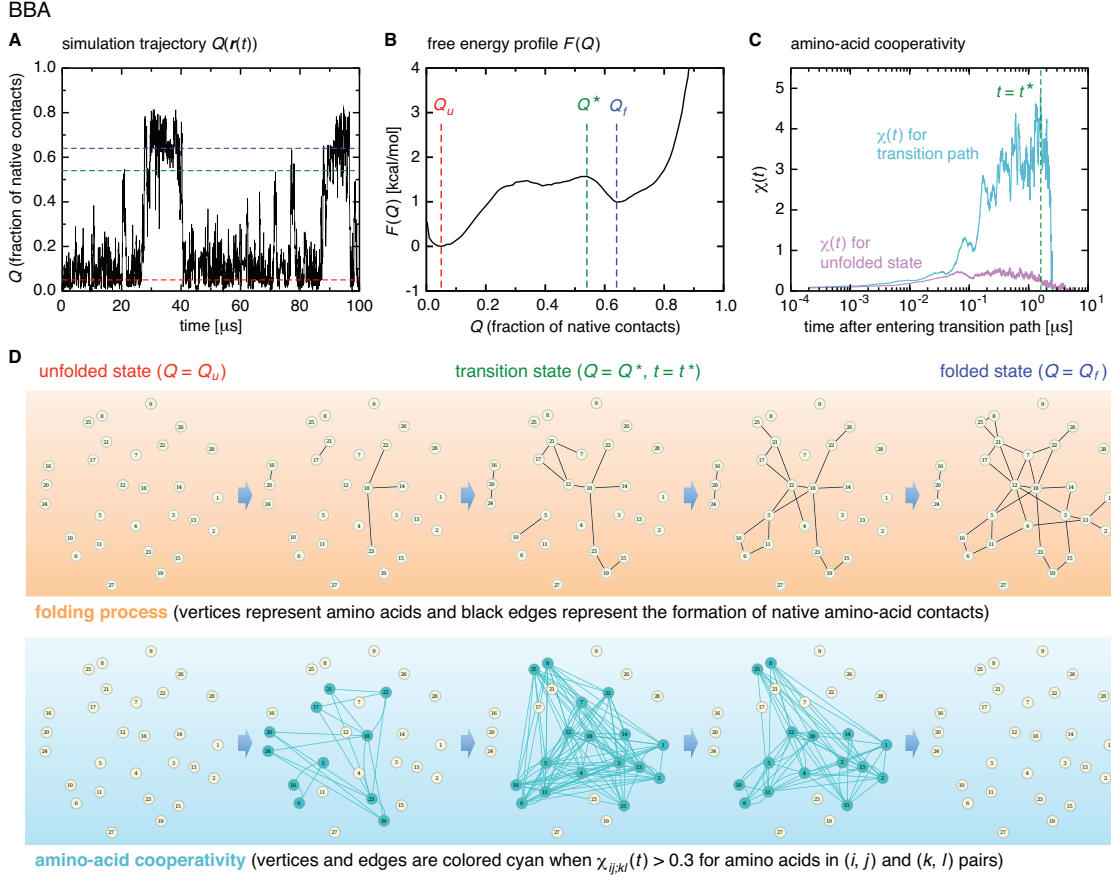 BBA
A simulation trajectory Q(r(t))
B free energy profile F(Q)
C amino-acid cooperativity
Q (fraction of native contacts)
1.0
0.8
0.6
0.4
0.2
0.0
0 20 40 60 80 100
time [μs]
F(Q) [kcal/mol]
4
3
2
1
0
−1
Q_u Q* Q_f
0.0 0.2 0.4 0.6 0.8 1.0
Q (fraction of native contacts)
χ(t)
5
4
3
2
1
0
t = t*
χ(t) for
transition path
χ(t) for
unfolded state
10⁻⁴ 10⁻³ 10⁻² 10⁻¹ 10⁰ 10¹
time after entering transition path [μs]
D
unfolded state (Q = Q_u) transition state (Q = Q*, t = t*) folded state (Q = Q_f)
folding process (vertices represent amino acids and black edges represent the formation of native amino-acid contacts)
amino-acid cooperativity (vertices and edges are colored cyan when χ_ij;kl(t) > 0.3 for amino acids in (i, j) and (k, l) pairs)